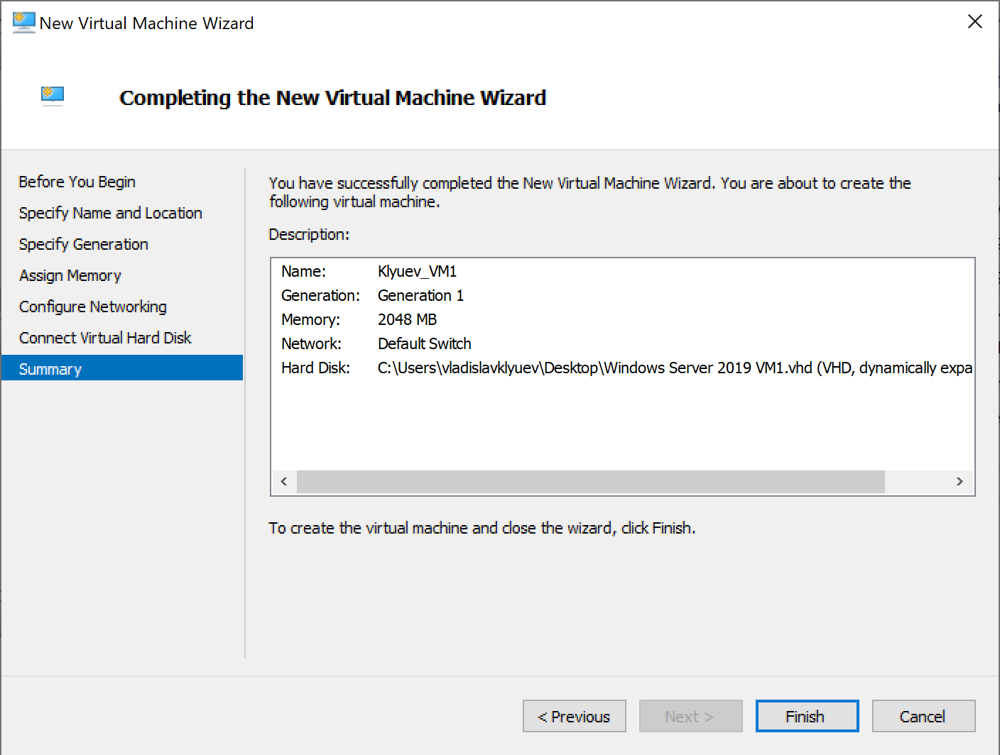 New Virtual Machine Wizard
Completing the New Virtual Machine Wizard
Before You Begin
Specify Name and Location
Specify Generation
Assign Memory
Configure Networking
Connect Virtual Hard Disk
Summary
You have successfully completed the New Virtual Machine Wizard. You are about to create the
following virtual machine.
Description:
Name: Klyuev_VM1
Generation: Generation 1
Memory: 2048 MB
Network: Default Switch
Hard Disk: C:\Users\vladislavklyuev\Desktop\Windows Server 2019 VM1.vhd (VHD, dynamically expa
To create the virtual machine and close the wizard, click Finish.
< Previous
Next >
Finish
Cancel